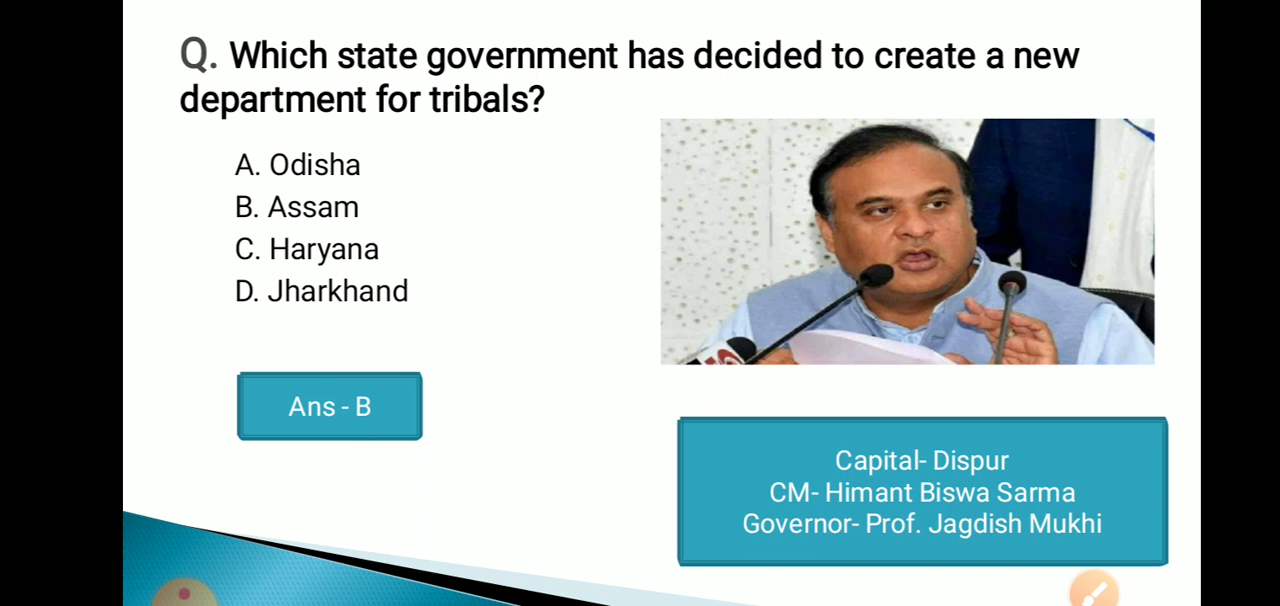 Q. Which state government has decided to create a new
department for tribals?
A. Odisha
B. Assam
C. Haryana
D. Jharkhand
Ans - B
Capital- Dispur
CM- Himant Biswa Sarma
Governor- Prof. Jagdish Mukhi